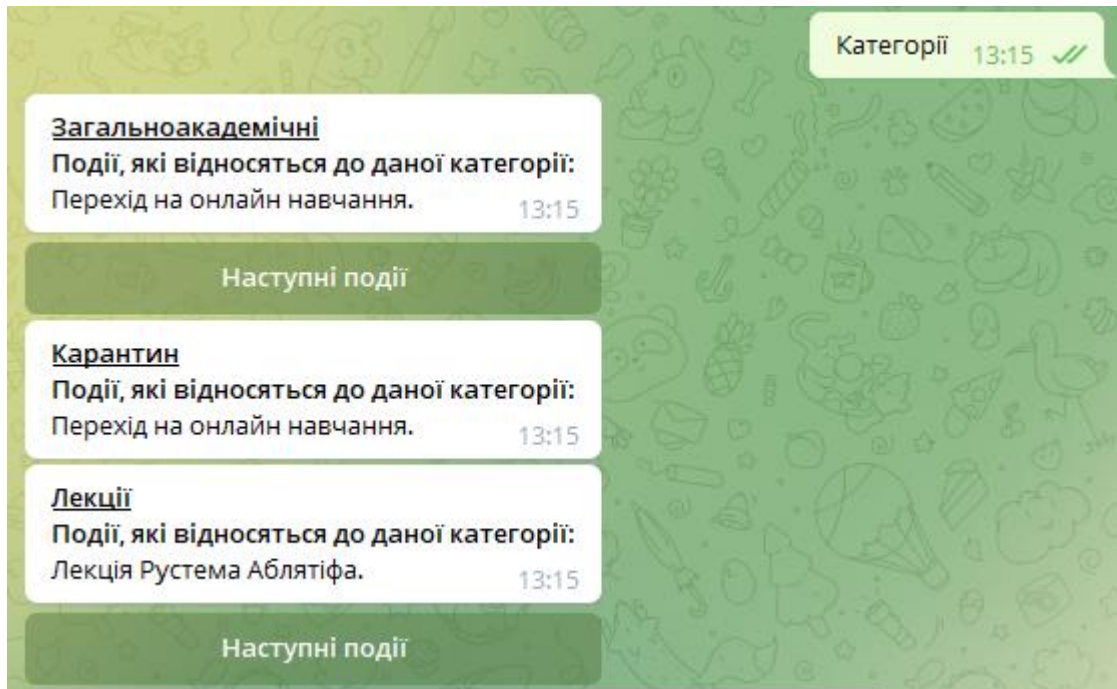 Категорії 13:15
Загальноакадемічні
Події, які відносяться до даної категорії:
Перехід на онлайн навчання. 13:15
Наступні події
Карантин
Події, які відносяться до даної категорії:
Перехід на онлайн навчання. 13:15
Лекції
Події, які відносяться до даної категорії:
Лекція Рустема Аблятіфа. 13:15
Наступні події